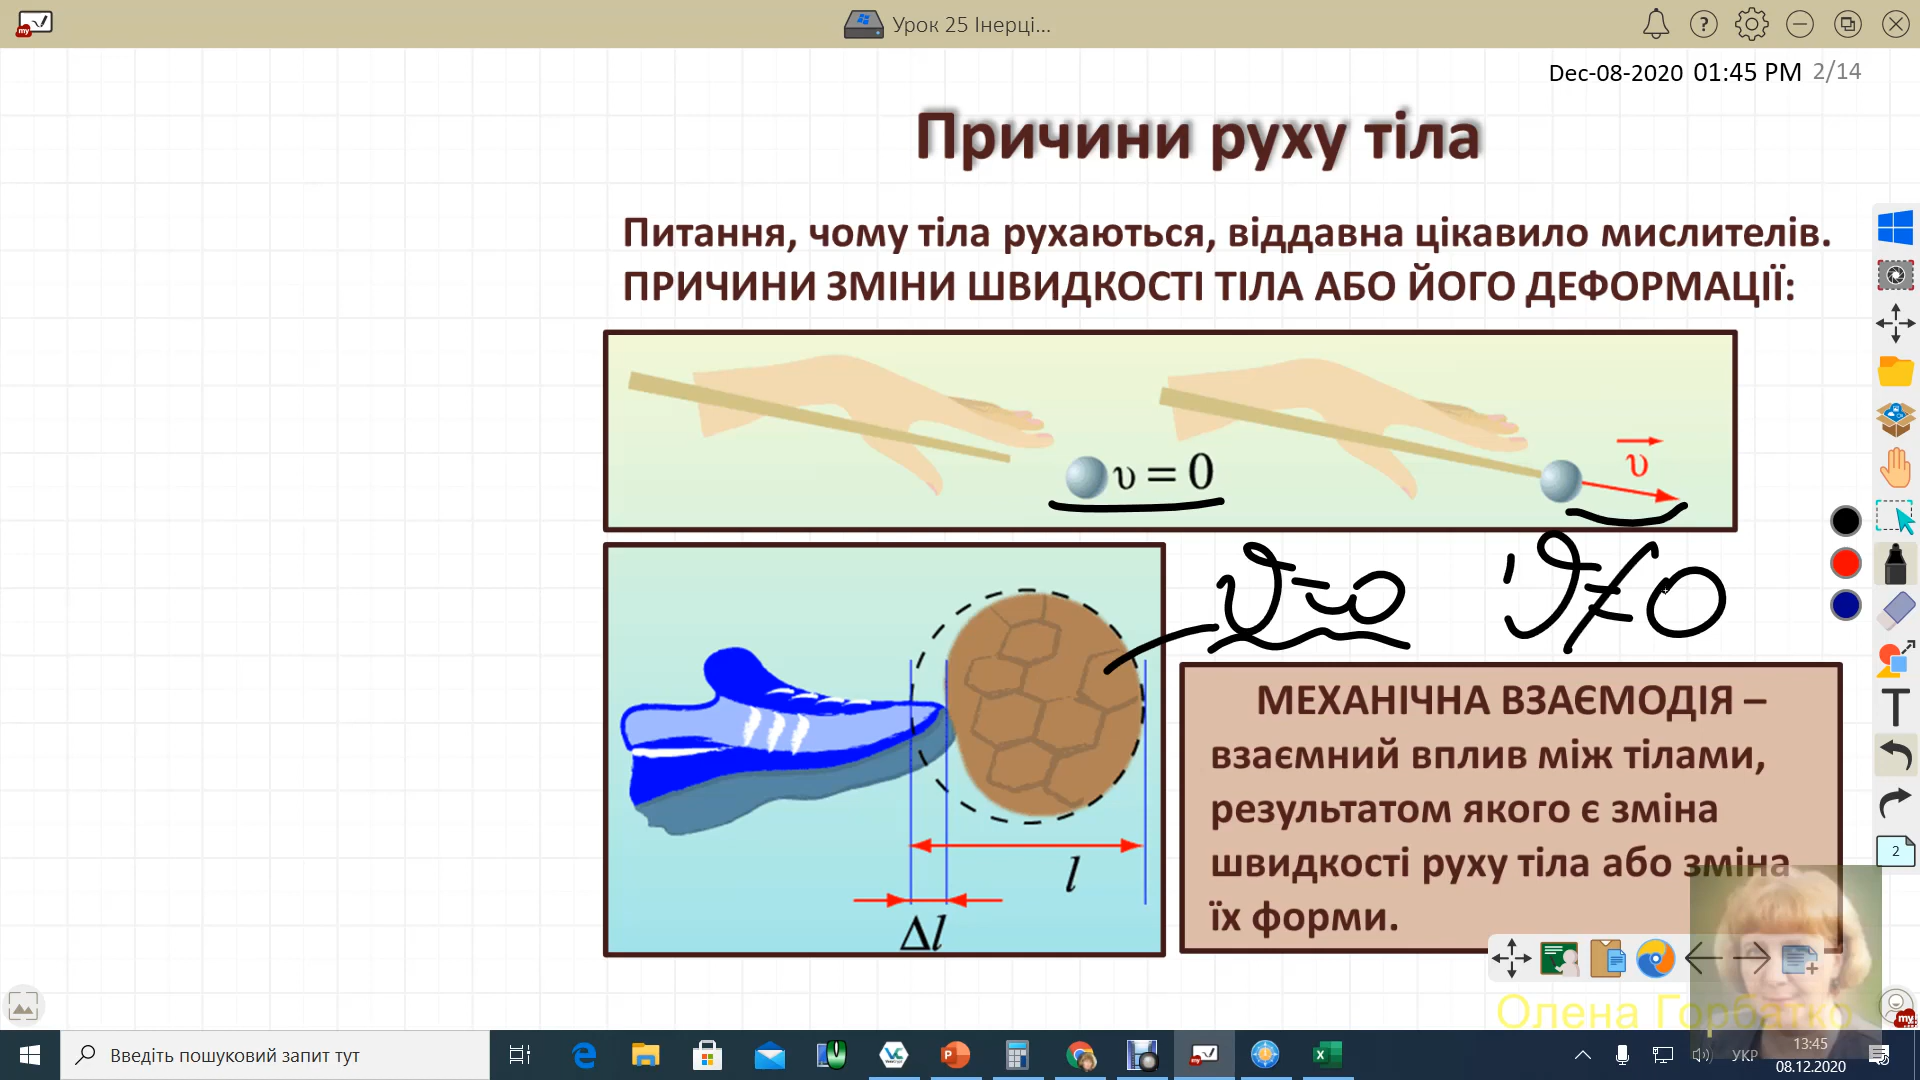 Урок 25 Інерці...
Dec-08-2020 01:45 PM 2/14
Причини руху тіла
Питання, чому тіла рухаються, віддавна цікавило мислителів.
ПРИЧИНИ ЗМІНИ ШВИДКОСТІ ТІЛА АБО ЙОГО ДЕФОРМАЦІЇ:
υ = 0
υ
υ=0 υ≠0
l
Δl
МЕХАНІЧНА ВЗАЄМОДІЯ –
взаємний вплив між тілами,
результатом якого є зміна
швидкості руху тіла або зміна
їх форми.
2
Олена Горбатко
Введіть пошуковий запит тут
УКР
13:45
08.12.2020